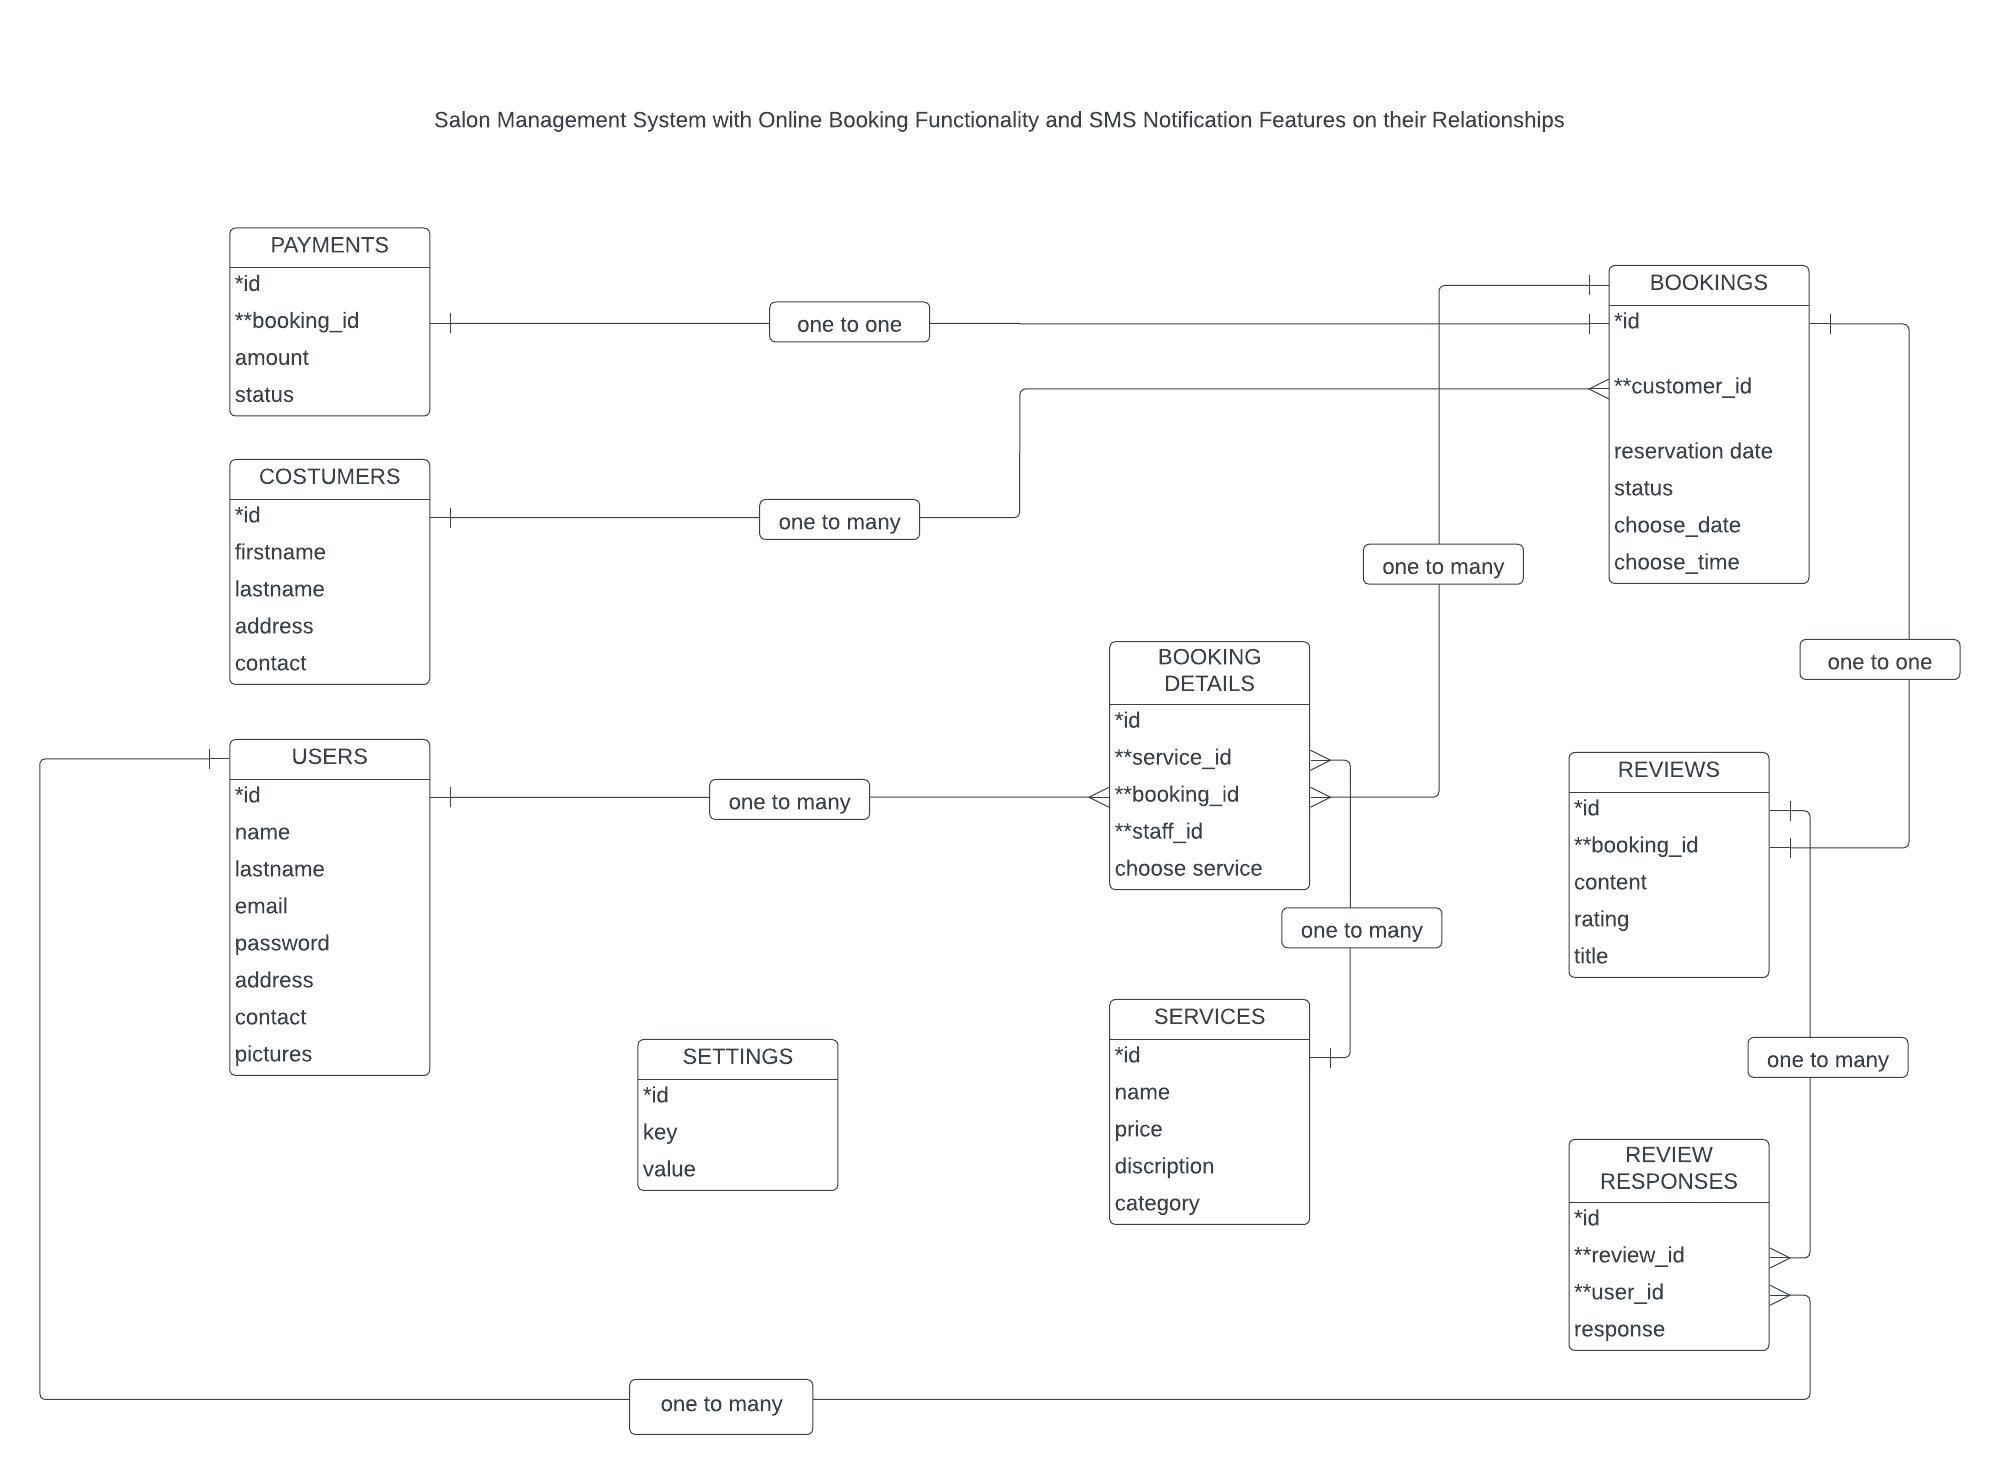 Salon Management System with Online Booking Functionality and SMS Notification Features on their Relationships
PAYMENTS
*id
**booking_id
amount
status
one to one
BOOKINGS
*id
**customer_id
reservation date
status
choose_date
choose_time
COSTUMERS
*id
firstname
lastname
address
contact
one to many
one to many
one to one
BOOKING
DETAILS
*id
**service_id
**booking_id
**staff_id
choose service
USERS
*id
name
lastname
email
password
address
contact
pictures
one to many
REVIEWS
*id
**booking_id
content
rating
title
one to many
SERVICES
*id
name
price
discription
category
SETTINGS
*id
key
value
one to many
REVIEW
RESPONSES
*id
**review_id
**user_id
response
one to many